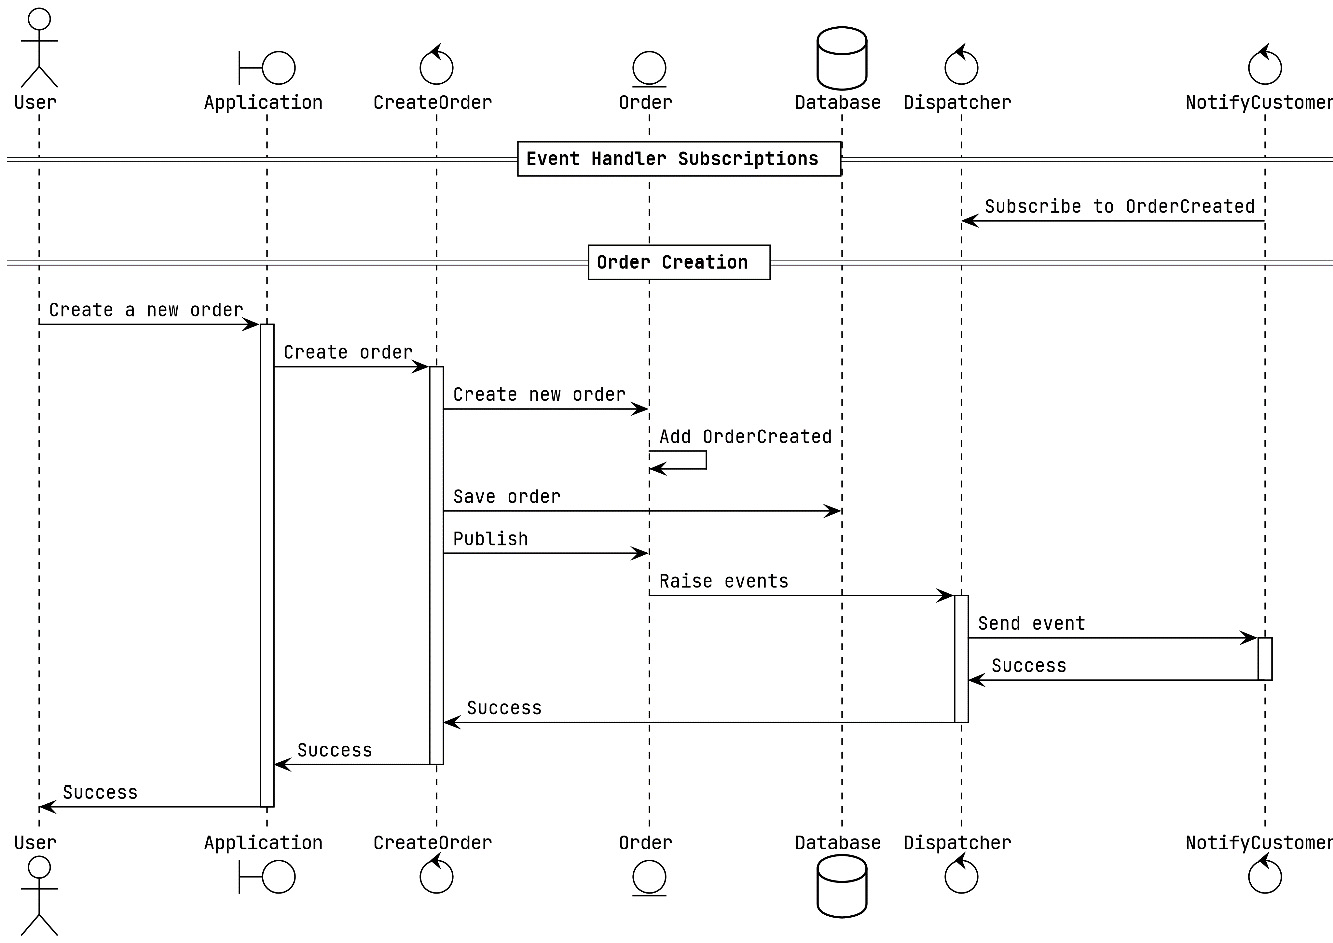 User
Application
CreateOrder
Order
Database
Dispatcher
NotifyCustomer
Event Handler Subscriptions
Subscribe to OrderCreated
Order Creation
Create a new order
Create order
Create new order
Add OrderCreated
Save order
Publish
Raise events
Send event
Success
Success
Success
Success
User
Application
CreateOrder
Order
Database
Dispatcher
NotifyCustomer